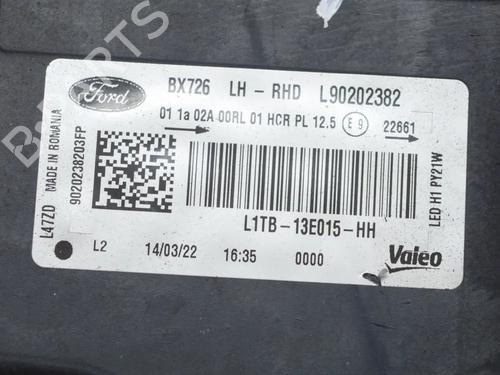 B-PARTS
Ford
BX726 LH-RHD L90202382
01 1a 02A 00RL 01 HCR PL 12.5 E9 22661
L47ZD MADE IN ROMANIA
9020238203FP
LED H1 PY21W
L1TB-13E015-HH
L2 14/03/22 16:35 0000 Valeo